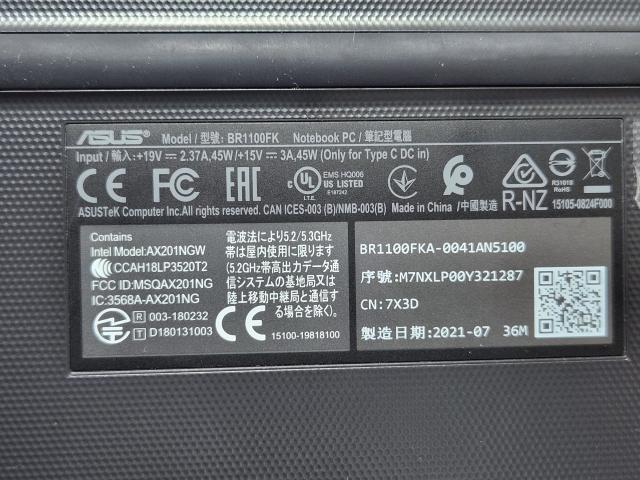 ASUS® Model / 型號: BR1100FK Notebook PC / 筆記型電腦
Input / 輸入: +19V ⎓ 2.37A,45W/+15V ⎓ 3A,45W (Only for Type C DC in)
CE FC EAC c UL US LISTED I.T.E. EMS HQ006 E187242 R-NZ R31018 RoHS
ASUSTeK Computer Inc.All rights reserved. CAN ICES-003 (B)/NMB-003(B) Made in China /中國製造 15105-0824F000
Contains
Intel Model:AX201NGW
CCAH18LP3520T2
FCC ID:MSQAX201NG
IC:3568A-AX201NG
R 003-180232
T D180131003
電波法により5.2/5.3GHz
帯は屋内使用に限ります
(5.2GHz帯高出力データ通
信システムの基地局又は
陸上移動中継局と通信す
る場合を除く)。
CE 15100-19818100
BR1100FKA-0041AN5100
序號:M7NXLP00Y321287
CN:7X3D
製造日期:2021-07 36M